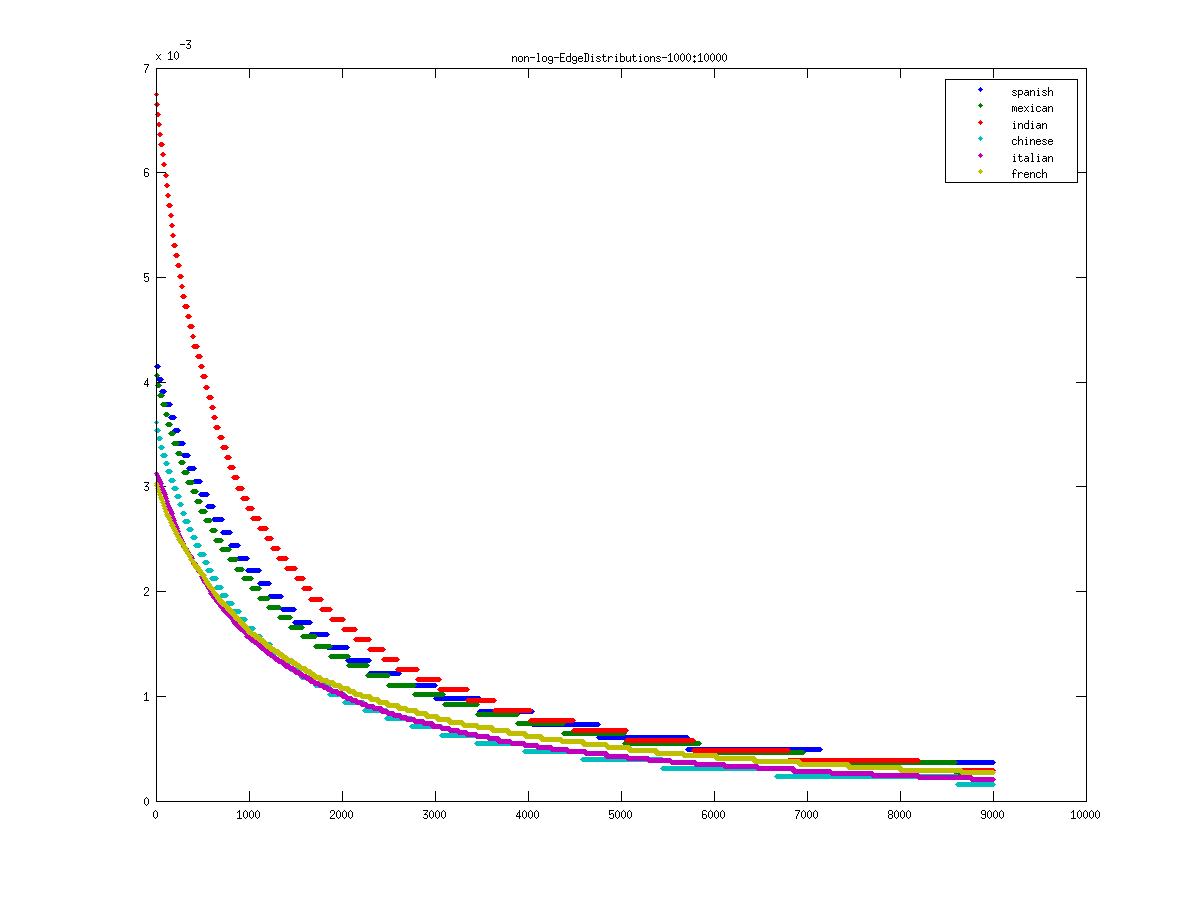 x 10 -3
non-log-EdgeDistributions-1000:10000
7
6
5
4
3
2
1
0
spanish
mexican
indian
chinese
italian
french
0 1000 2000 3000 4000 5000 6000 7000 8000 9000 10000